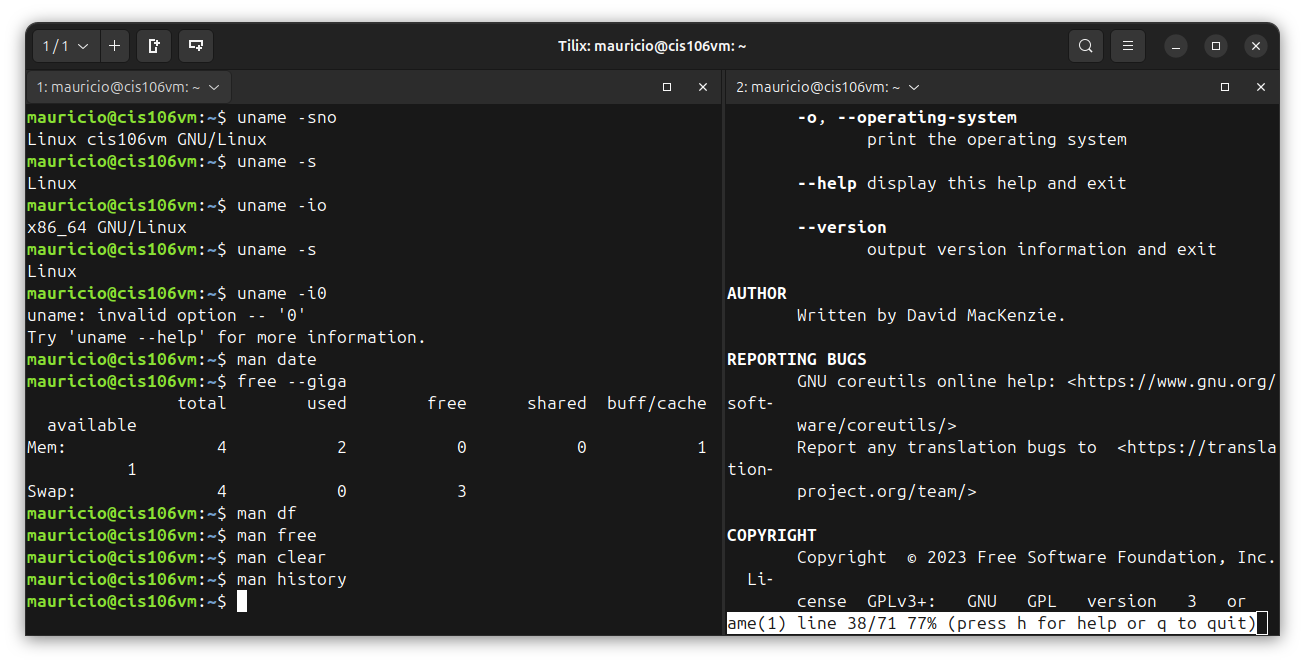 1 / 1
Tilix: mauricio@cis106vm: ~
1: mauricio@cis106vm: ~
mauricio@cis106vm:~$ uname -sno
Linux cis106vm GNU/Linux
mauricio@cis106vm:~$ uname -s
Linux
mauricio@cis106vm:~$ uname -io
x86_64 GNU/Linux
mauricio@cis106vm:~$ uname -s
Linux
mauricio@cis106vm:~$ uname -i0
uname: invalid option -- '0'
Try 'uname --help' for more information.
mauricio@cis106vm:~$ man date
mauricio@cis106vm:~$ free --giga
               total        used        free      shared  buff/cache
  available
Mem:               4           2           0           0           1
          1
Swap:              4           0           3
mauricio@cis106vm:~$ man df
mauricio@cis106vm:~$ man free
mauricio@cis106vm:~$ man clear
mauricio@cis106vm:~$ man history
mauricio@cis106vm:~$
2: mauricio@cis106vm: ~
       -o, --operating-system
              print the operating system
       --help display this help and exit
       --version
              output version information and exit
AUTHOR
       Written by David MacKenzie.
REPORTING BUGS
       GNU coreutils online help: <https://www.gnu.org/
soft-
       ware/coreutils/>
       Report any translation bugs to  <https://transla
tion-
       project.org/team/>
COPYRIGHT
       Copyright  © 2023 Free Software Foundation, Inc.
  Li-
       cense  GPLv3+:   GNU   GPL   version   3   or
ame(1) line 38/71 77% (press h for help or q to quit)